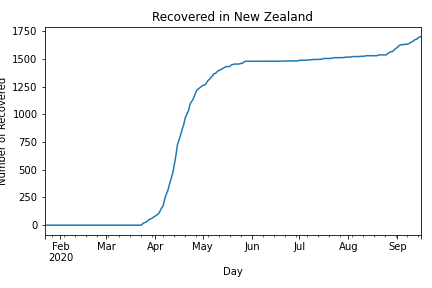 Recovered in New Zealand
Number of Recovered
1750
1500
1250
1000
750
500
250
0
Feb Mar Apr May Jun Jul Aug Sep
2020
Day